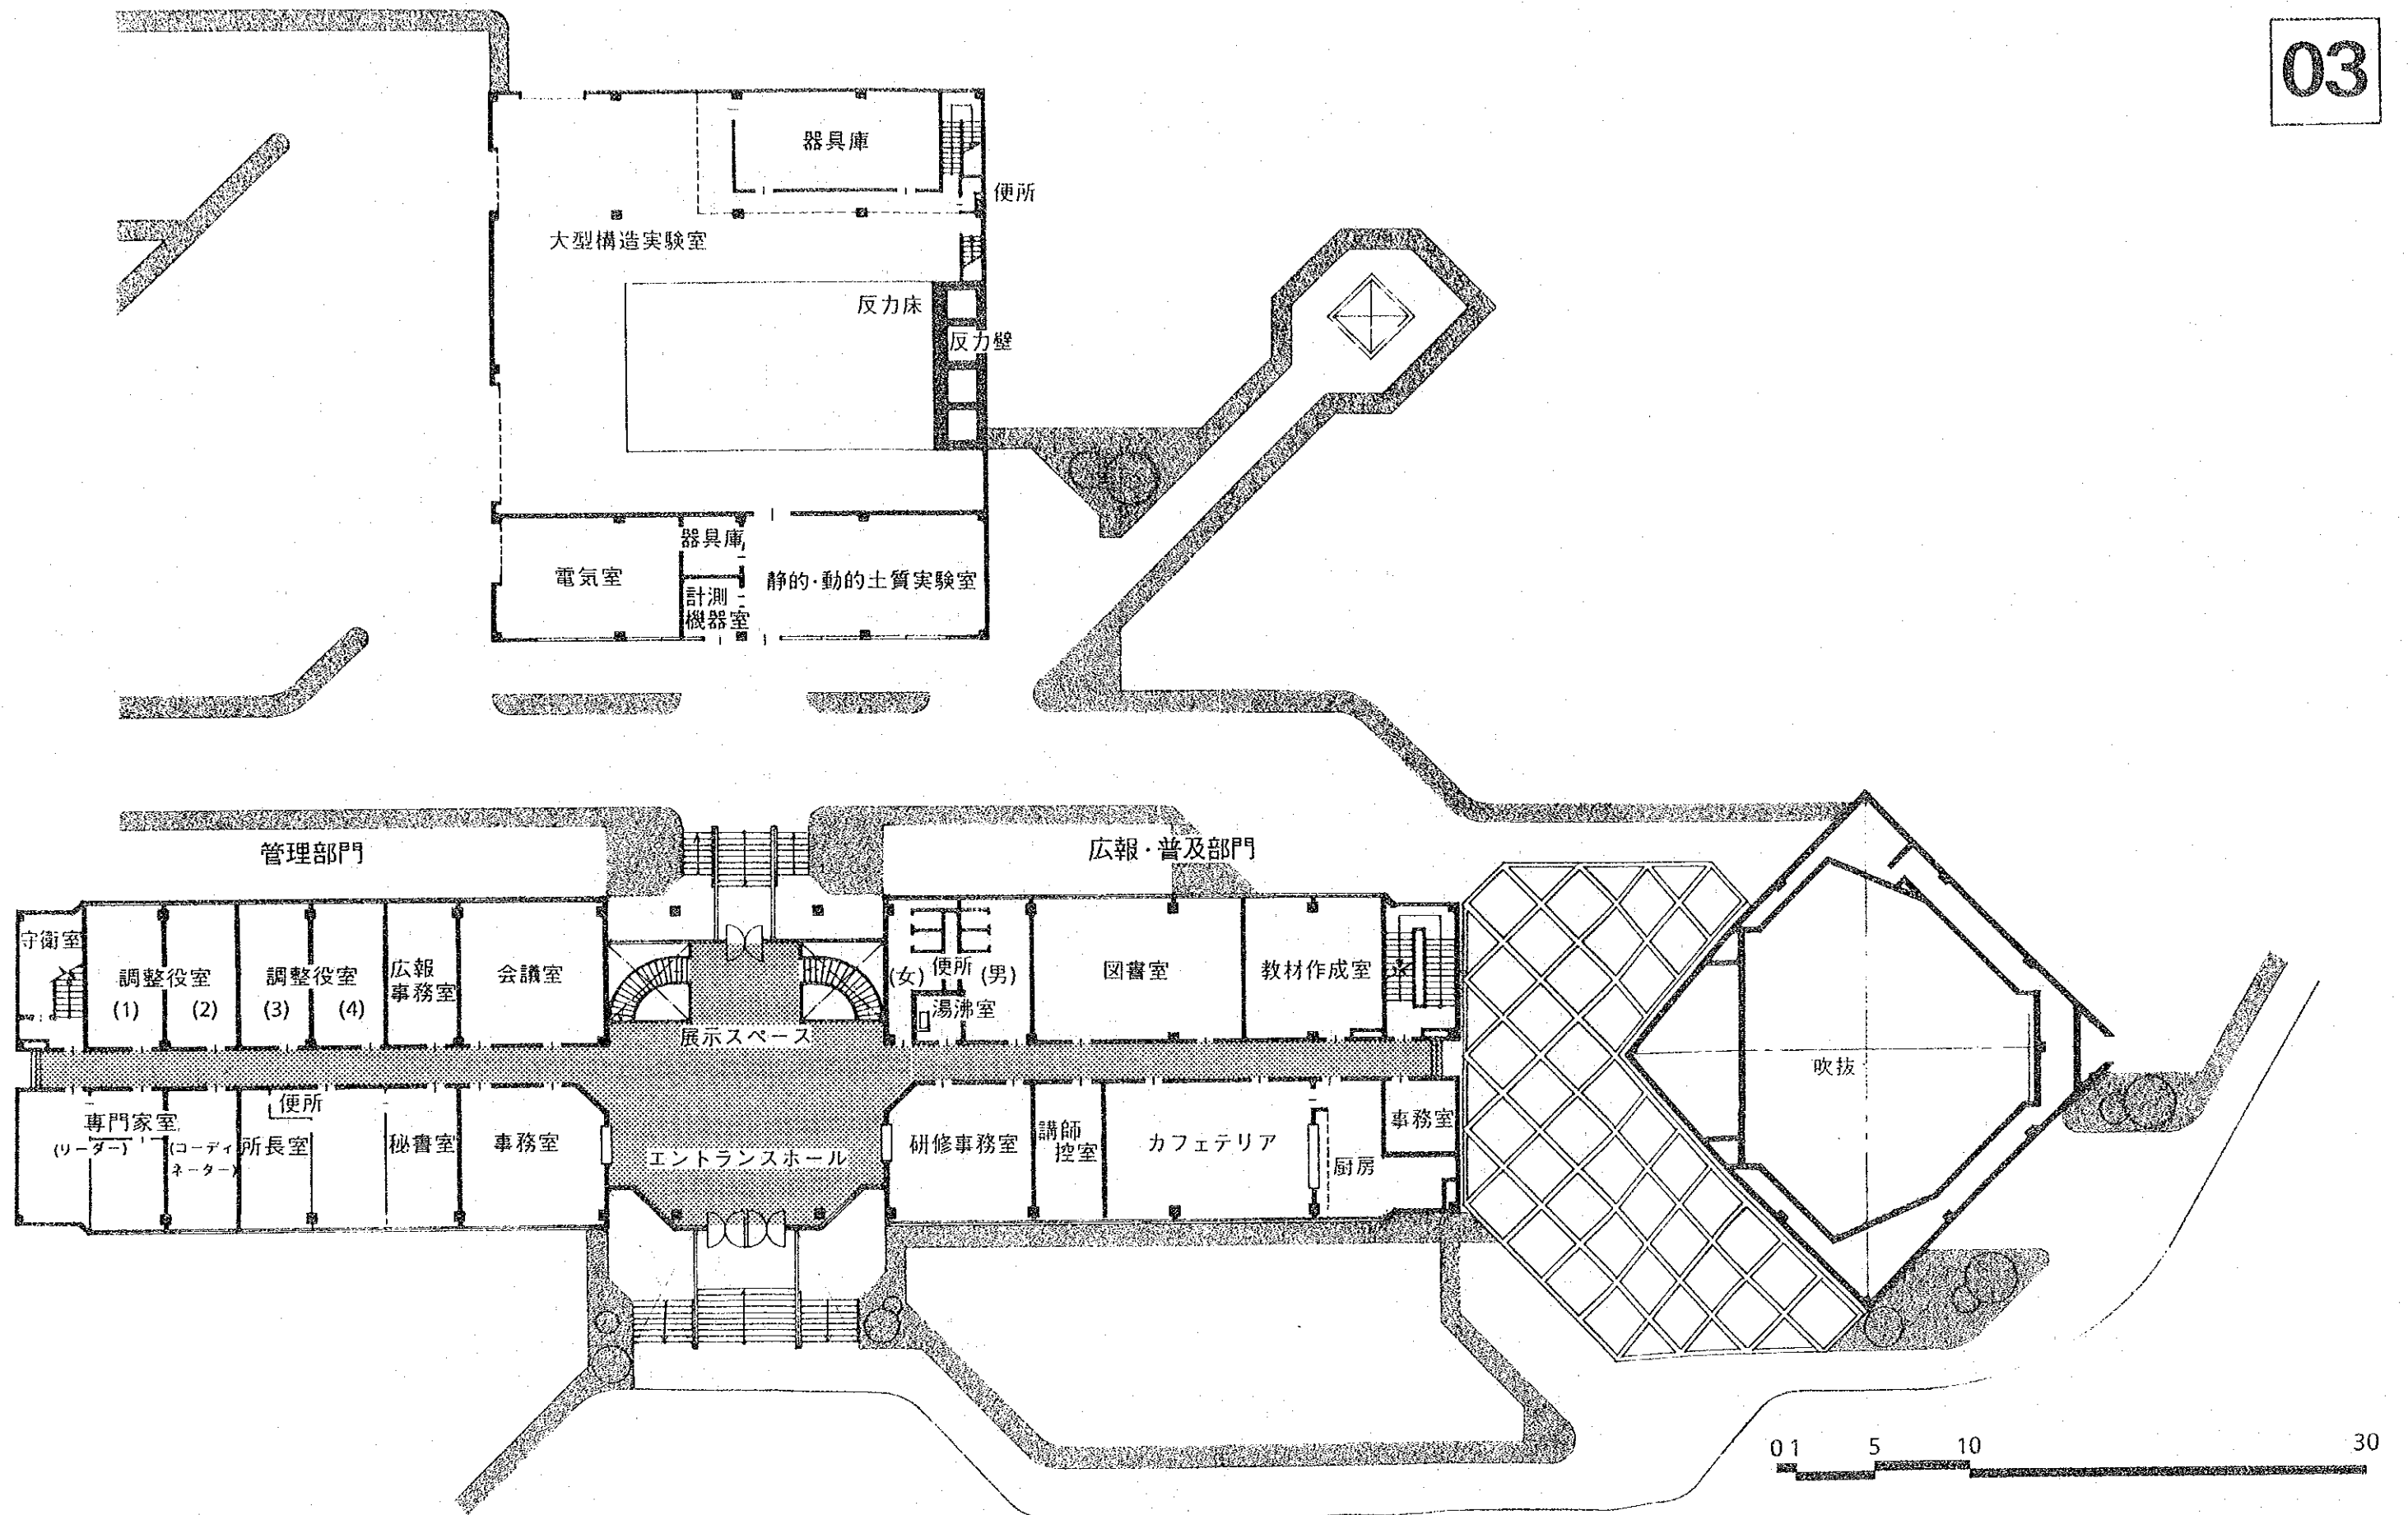 03
器具庫
便所
大型構造実験室
反力床
反力壁
器具庫
電気室
静的・動的土質実験室
計測
機器室
管理部門
広報・普及部門
守衛室
調整役室
(1)
(2)
調整役室
(3)
(4)
広報
事務室
会議室
展示スペース
(女)
便所
(男)
湯沸室
図書室
教材作成室
吹抜
専門家室
(リーダー)
(コーディ
ネーター)
便所
所長室
秘書室
事務室
エントランスホール
研修事務室
講師
控室
カフェテリア
厨房
事務室
0 1 5 10 30